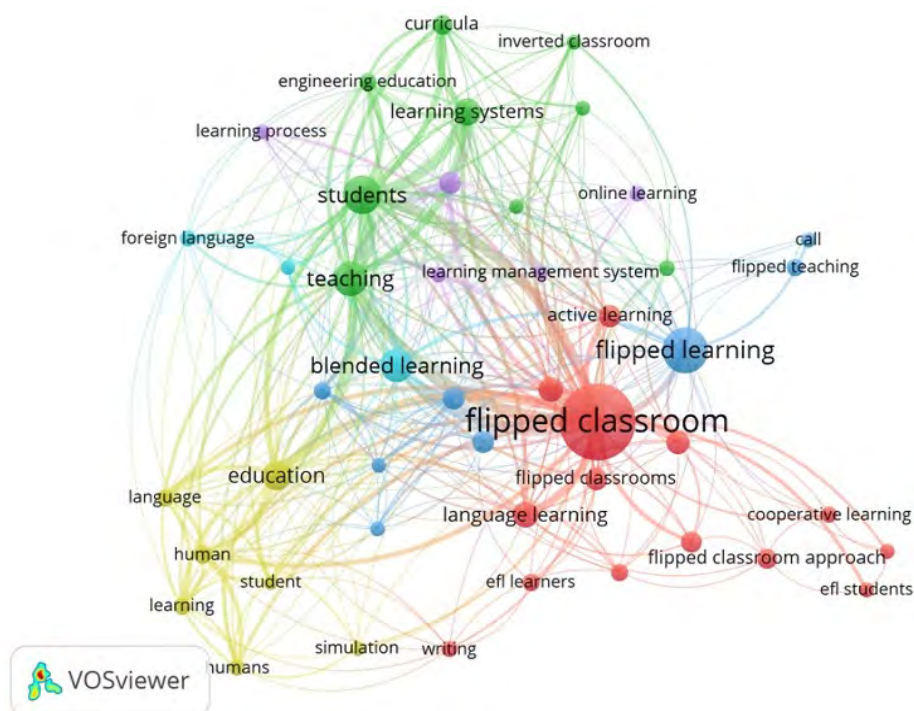 curricula
inverted classroom
engineering education
learning systems
learning process
students
online learning
foreign language
call
teaching
learning management system
flipped teaching
active learning
flipped learning
blended learning
flipped classroom
education
flipped classrooms
language
language learning
cooperative learning
human
flipped classroom approach
student
efl learners
efl students
learning
simulation
writing
humans
VOSviewer